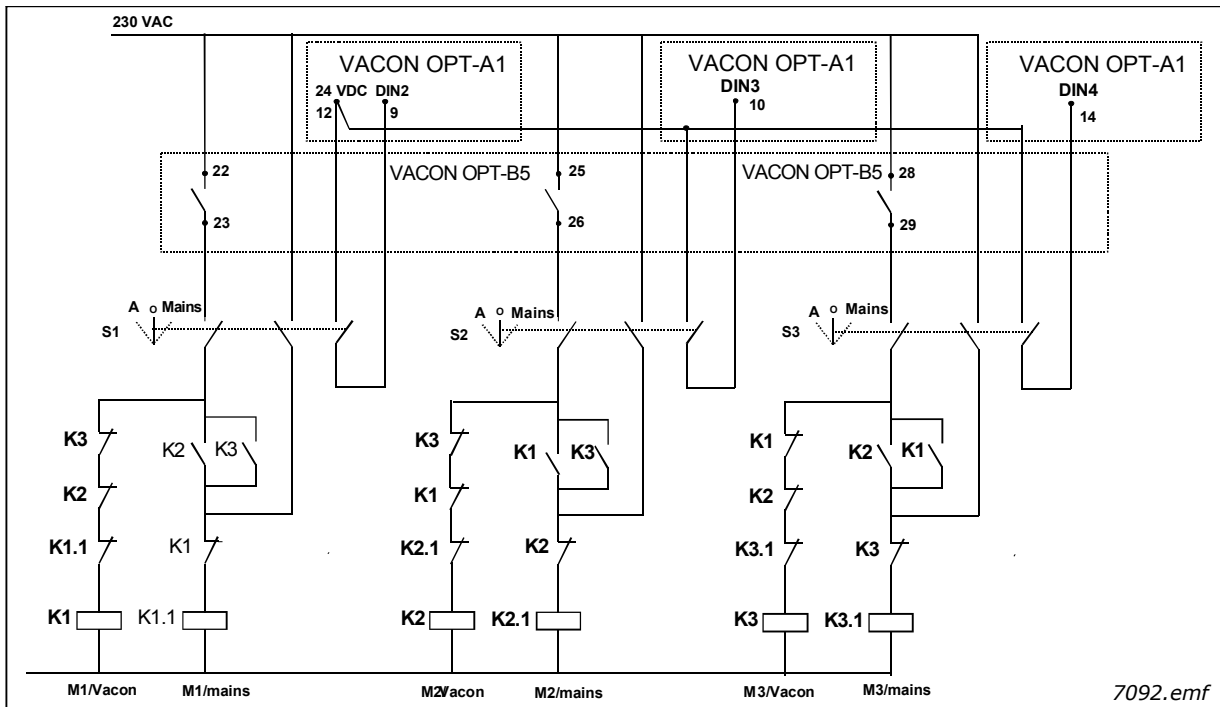 230 VAC
VACON OPT-A1
24 VDC DIN2
12 9
VACON OPT-A1
DIN3
10
VACON OPT-A1
DIN4
14
22
23
VACON OPT-B5
25
26
VACON OPT-B5
28
29
A o Mains
S1
A o Mains
S2
A o Mains
S3
K3 K2 K3
K2
K1.1 K1
K1 K1.1
K3 K1 K3
K1
K2.1 K2
K2 K2.1
K1 K2 K1
K2
K3.1 K3
K3 K3.1
M1/Vacon M1/mains M2/Vacon M2/mains M3/Vacon M3/mains
7092.emf